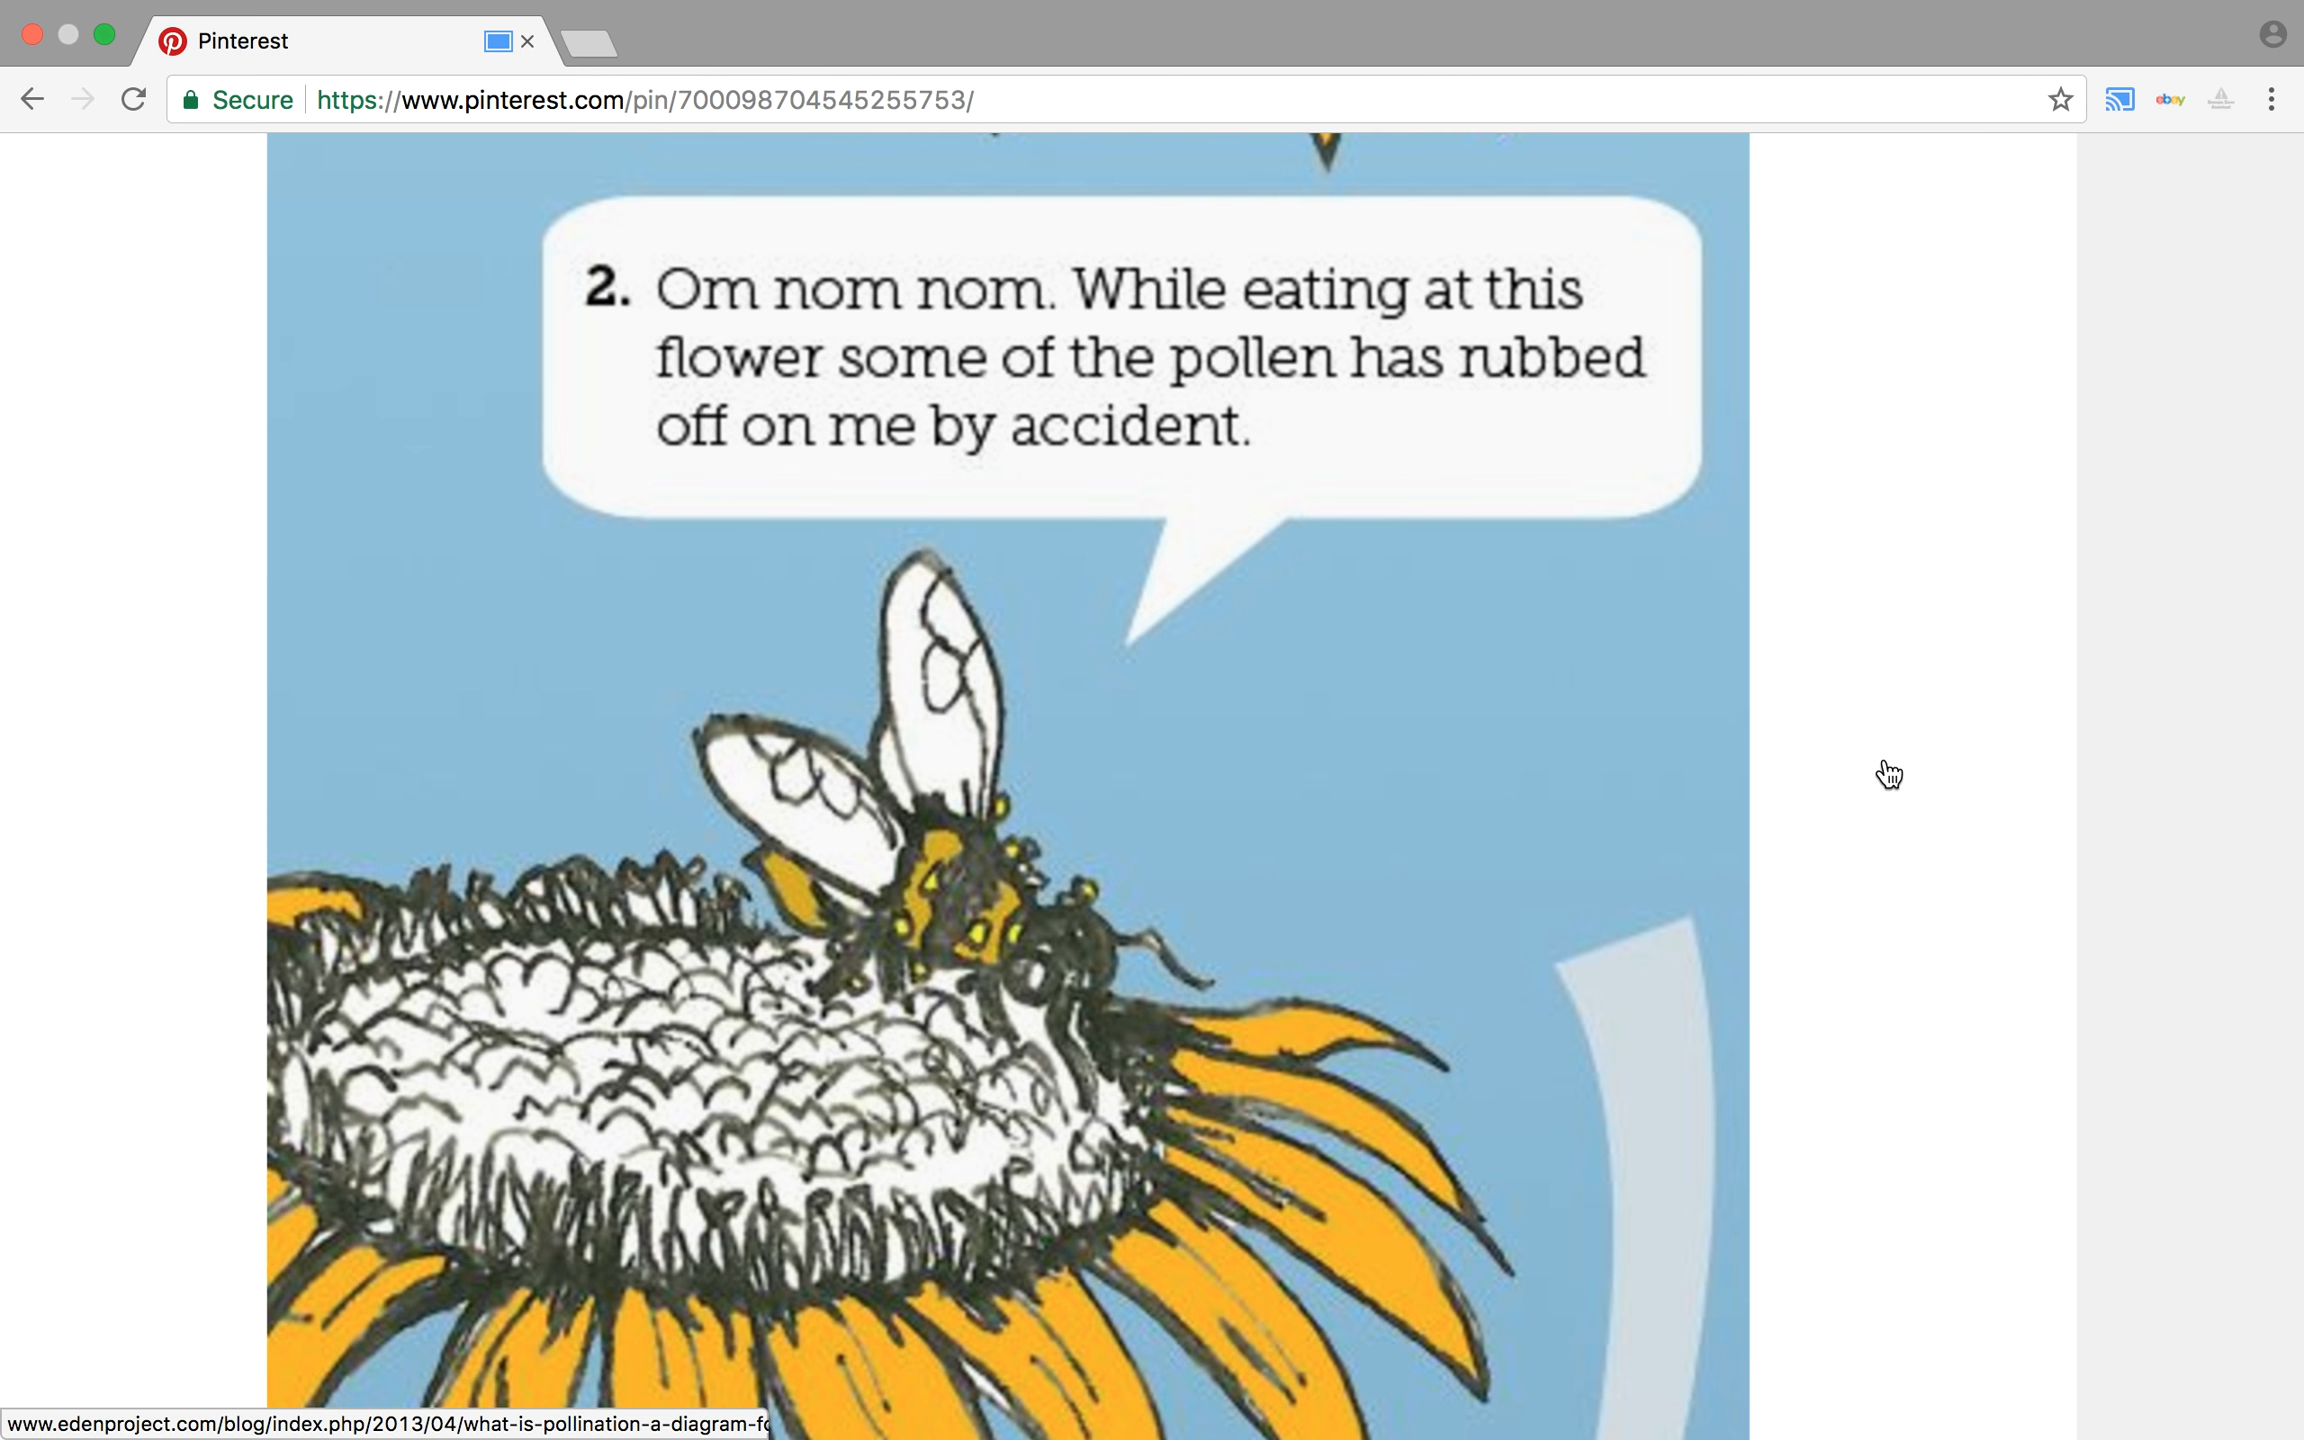 Pinterest
Secure https://www.pinterest.com/pin/700098704545255753/
ebay
2. Om nom nom. While eating at this
flower some of the pollen has rubbed
off on me by accident.
www.edenproject.com/blog/index.php/2013/04/what-is-pollination-a-diagram-fo